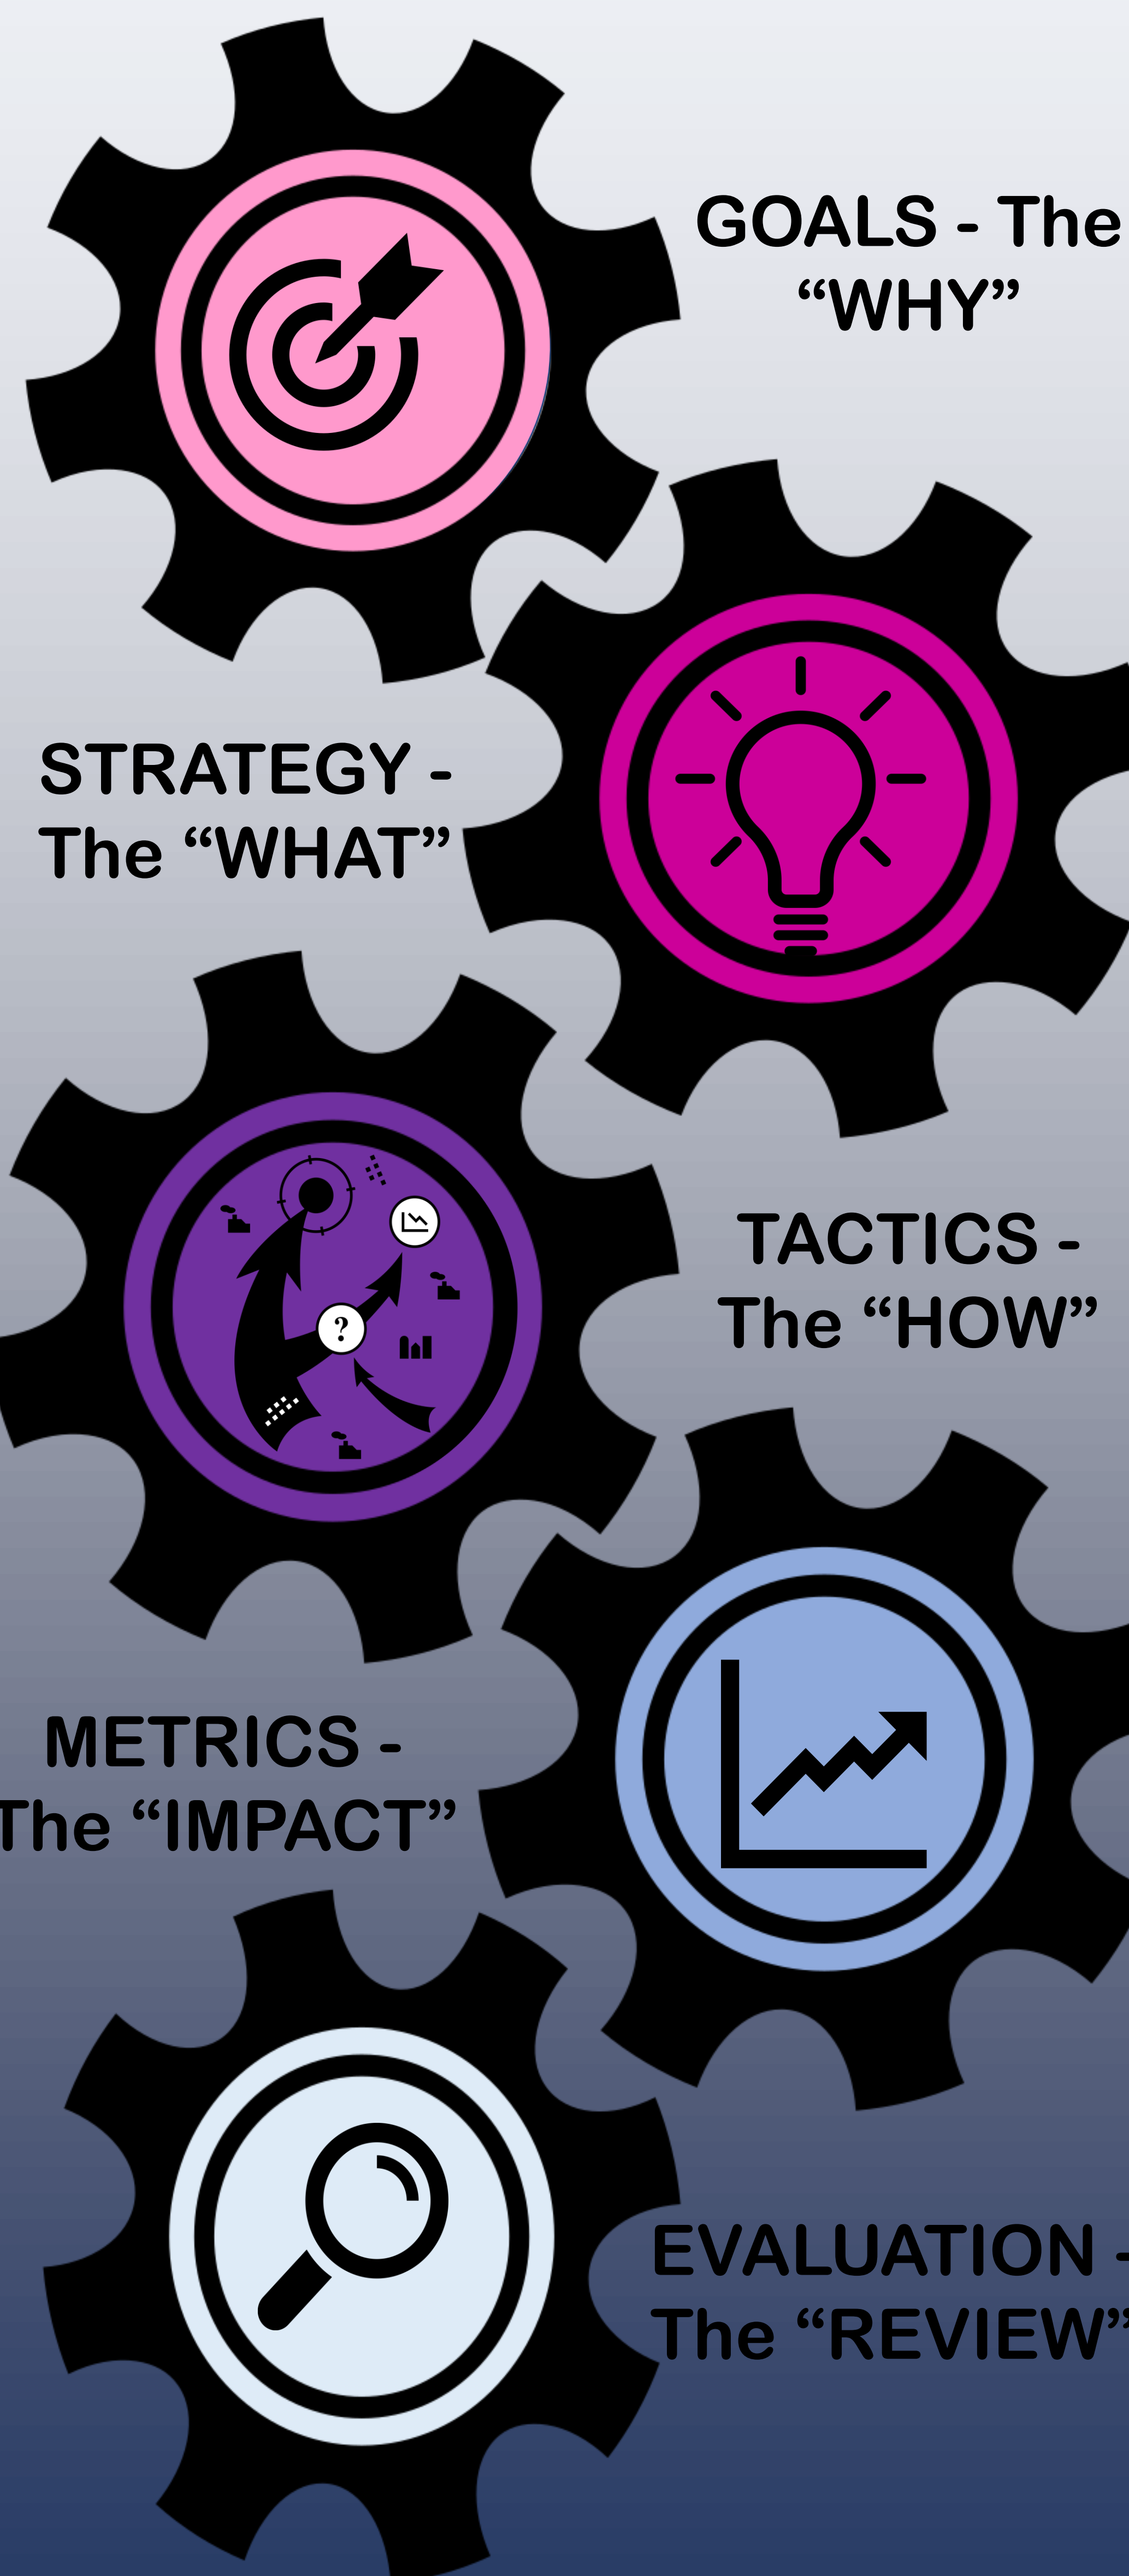 GOALS - The
“WHY”
STRATEGY -
The “WHAT”
?
TACTICS -
The “HOW”
METRICS -
The “IMPACT”
EVALUATION -
The “REVIEW”